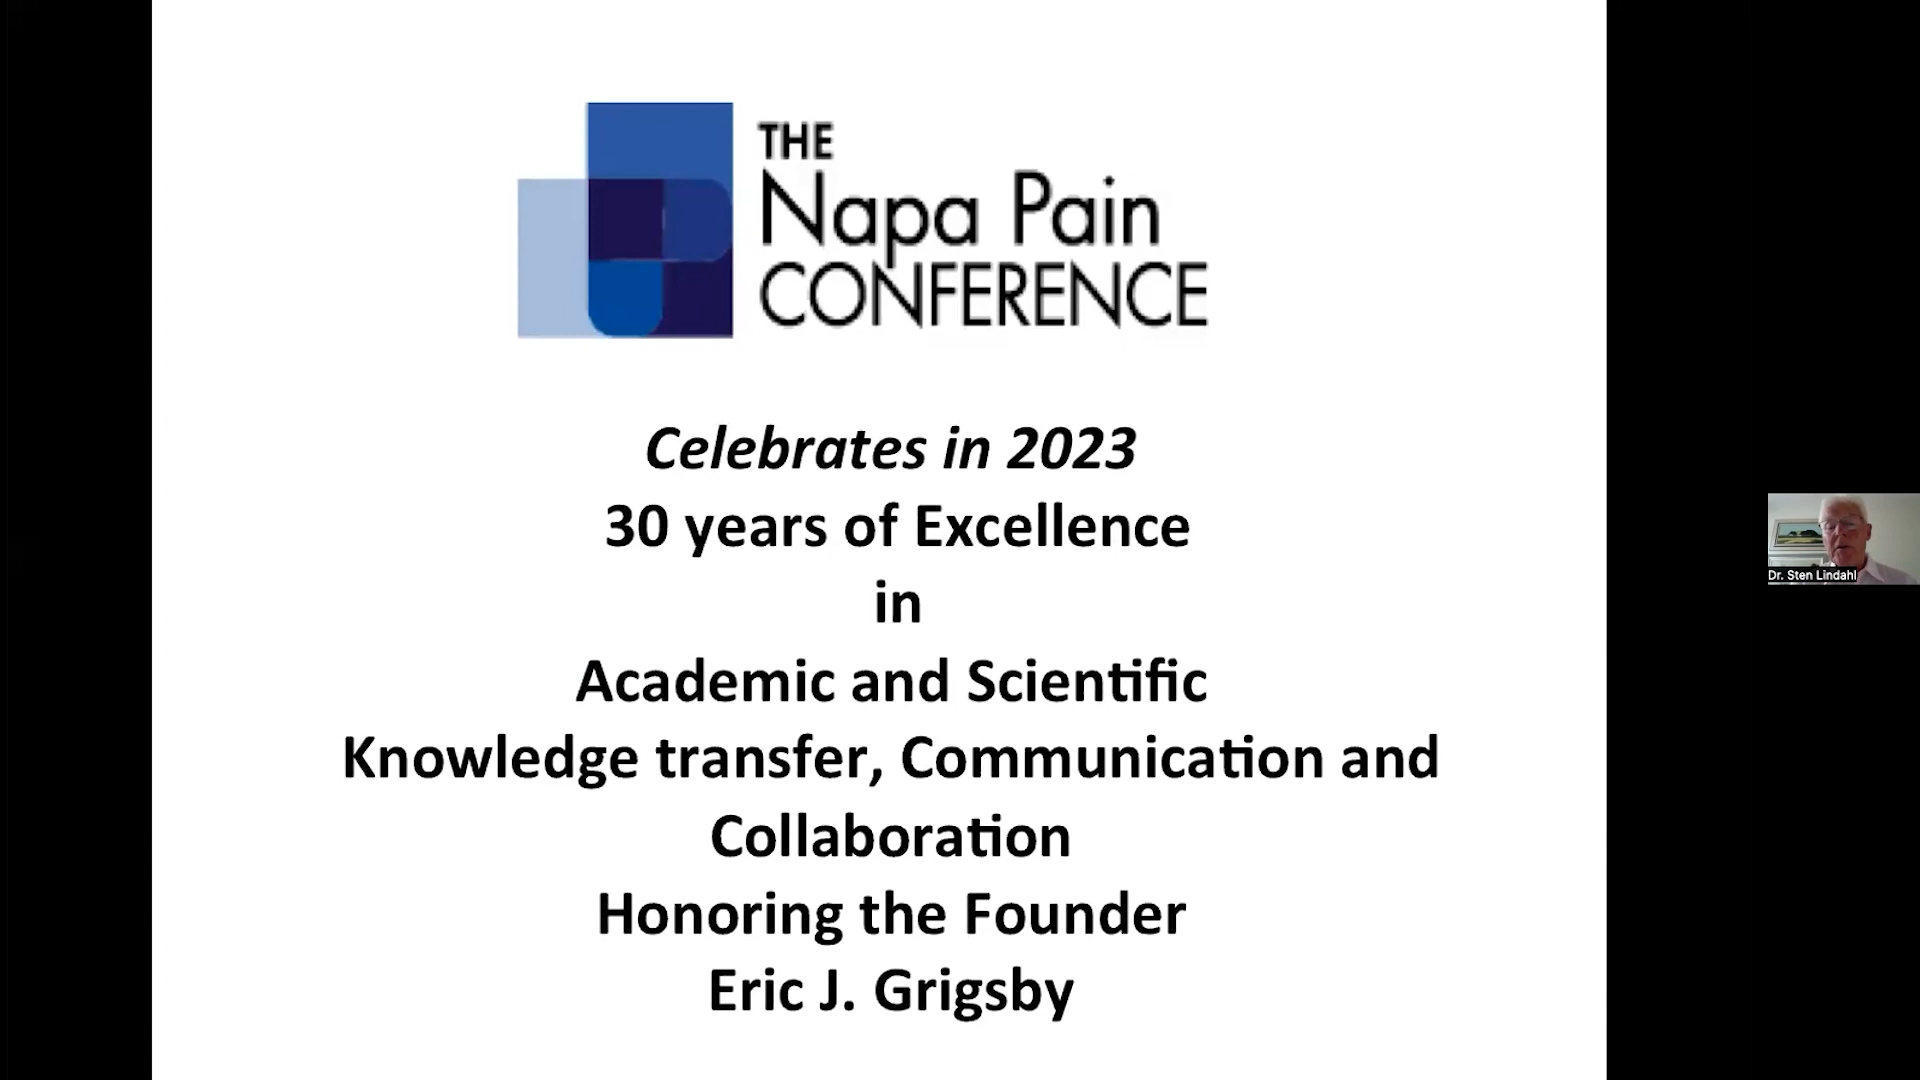 THE
Napa Pain
CONFERENCE
Celebrates in 2023
30 years of Excellence
in
Academic and Scientific
Knowledge transfer, Communication and
Collaboration
Honoring the Founder
Eric J. Grigsby
Dr. Sten Lindahl